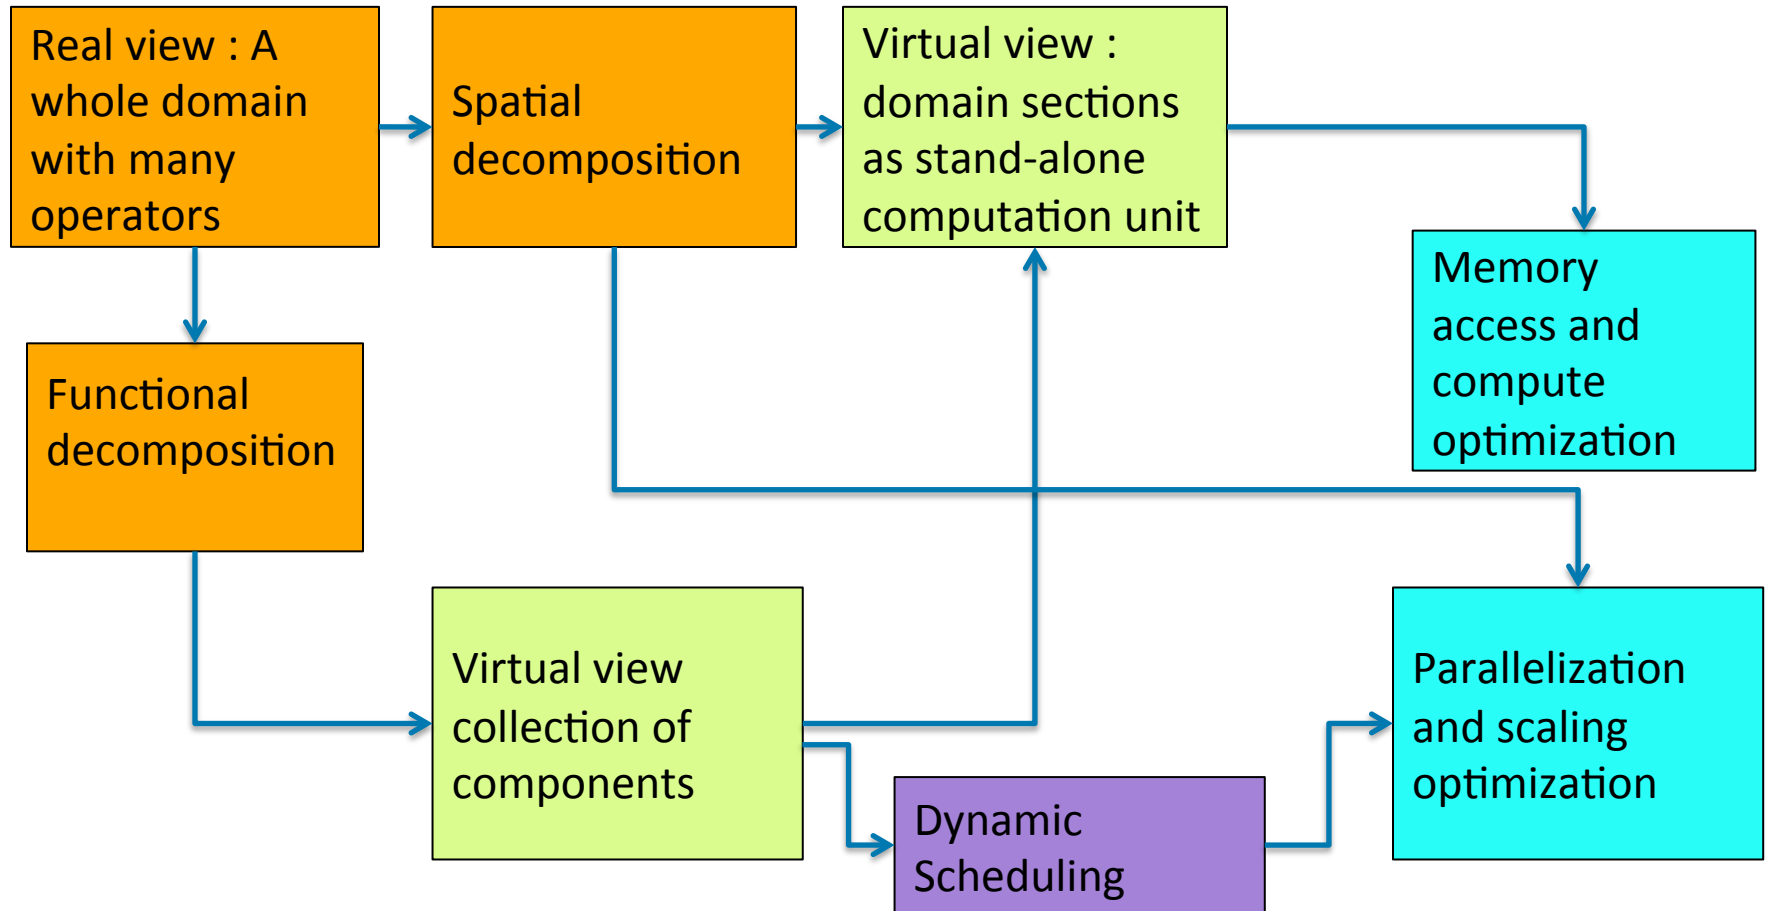 Real view : A
whole domain
with many
operators
Spatial
decomposition
Virtual view :
domain sections
as stand-alone
computation unit
Memory
access and
compute
optimization
Functional
decomposition
Virtual view
collection of
components
Dynamic
Scheduling
Parallelization
and scaling
optimization